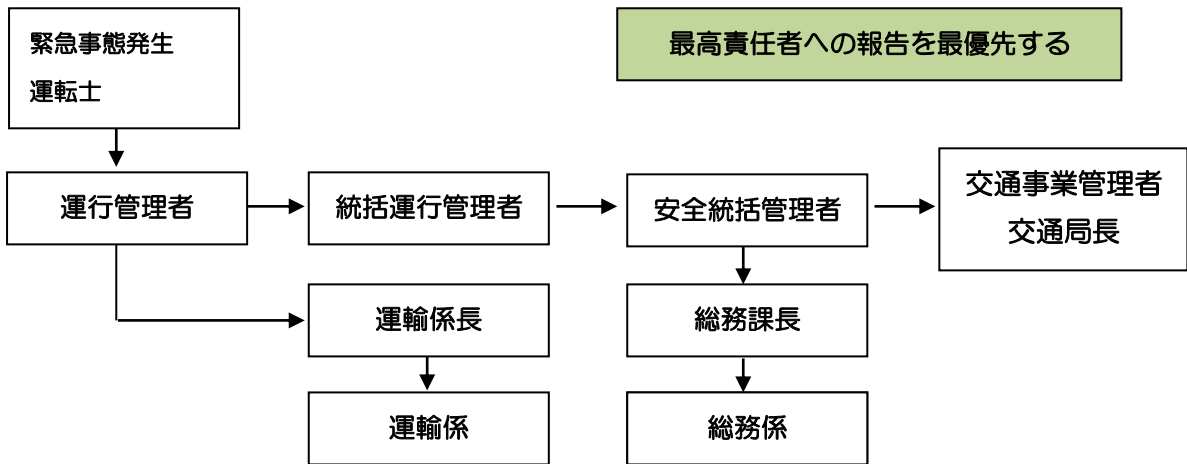 緊急事態発生
運転士
最高責任者への報告を最優先する
運行管理者
統括運行管理者
安全統括管理者
交通事業管理者
交通局長
運輸係長
総務課長
運輸係
総務係